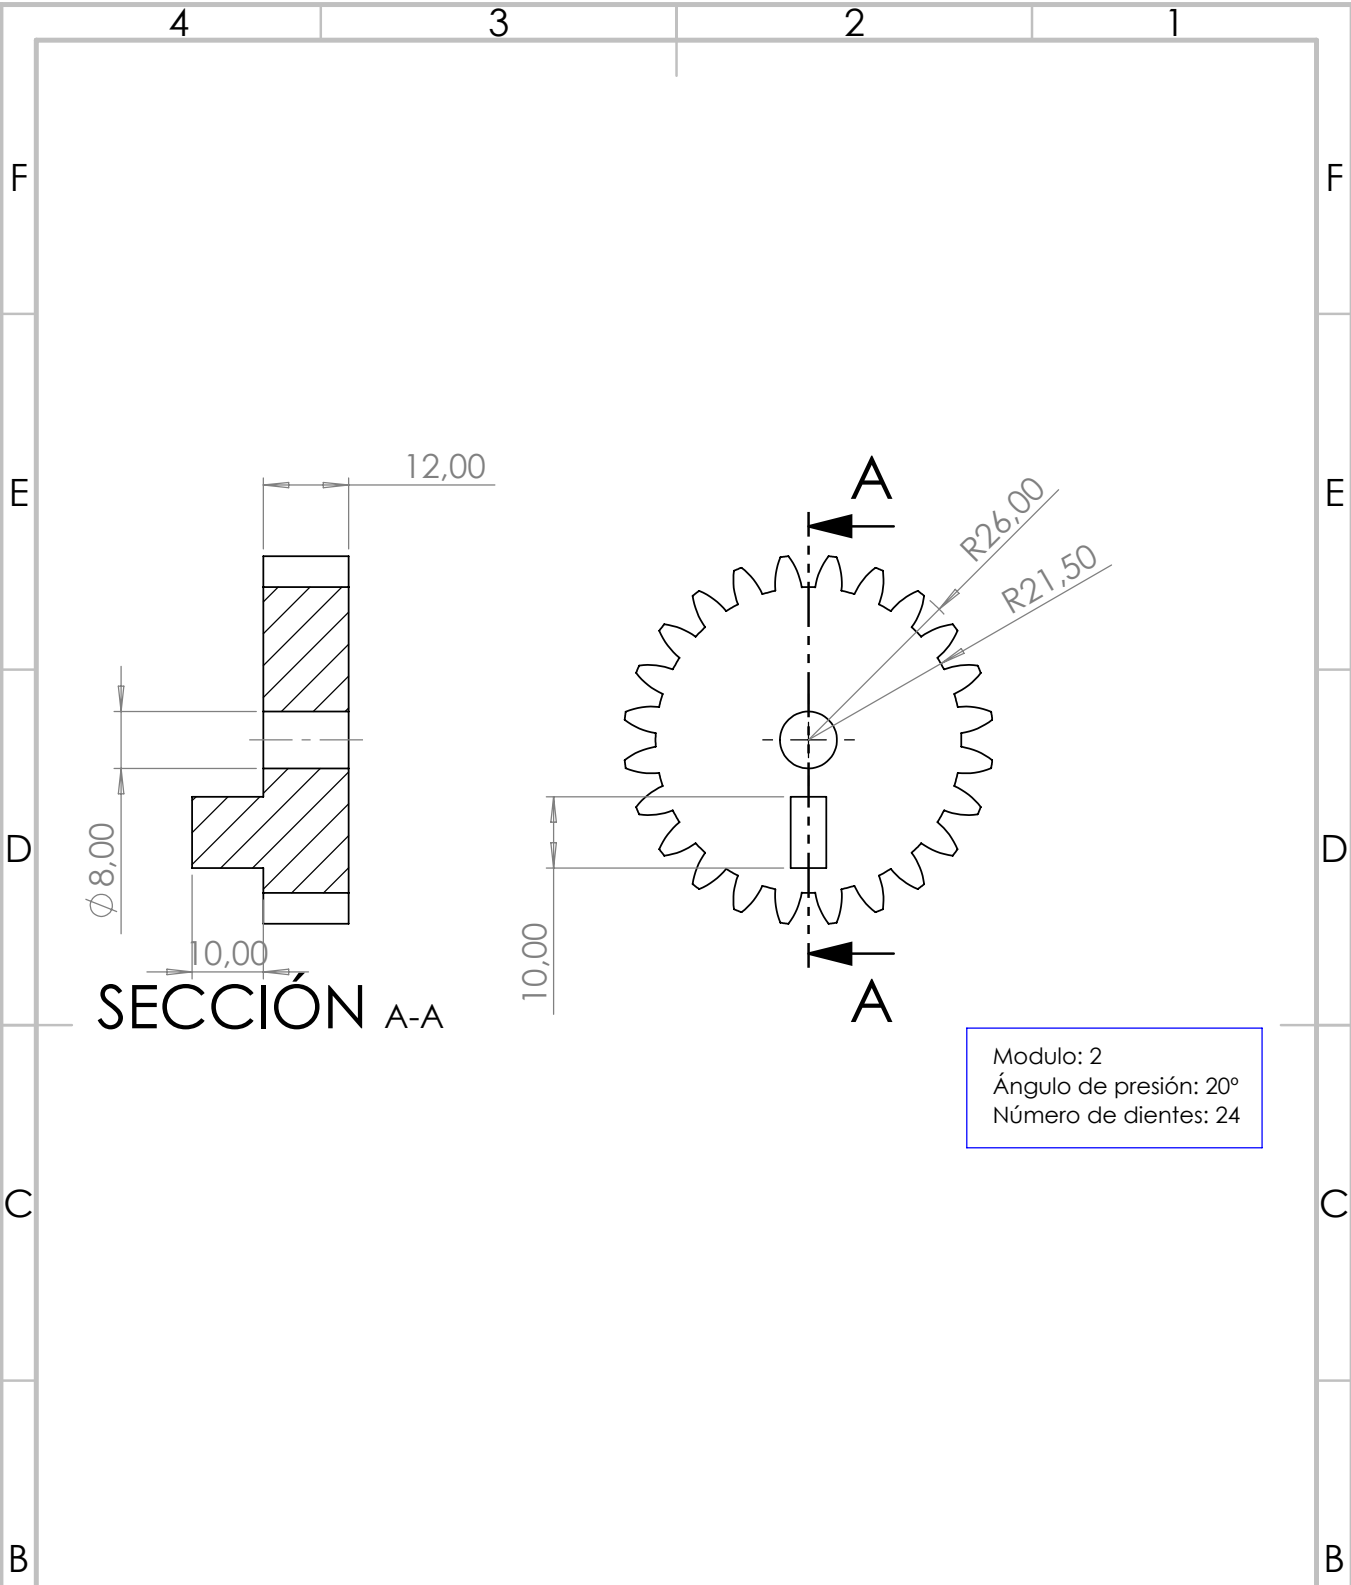 4 3 2 1
F F
E E
12,00
A
R26,00
R21,50
D D
Ø8,00
10,00
10,00
SECCIÓN A-A
A
Modulo: 2
Ángulo de presión: 20º
Número de dientes: 24
C C
B B